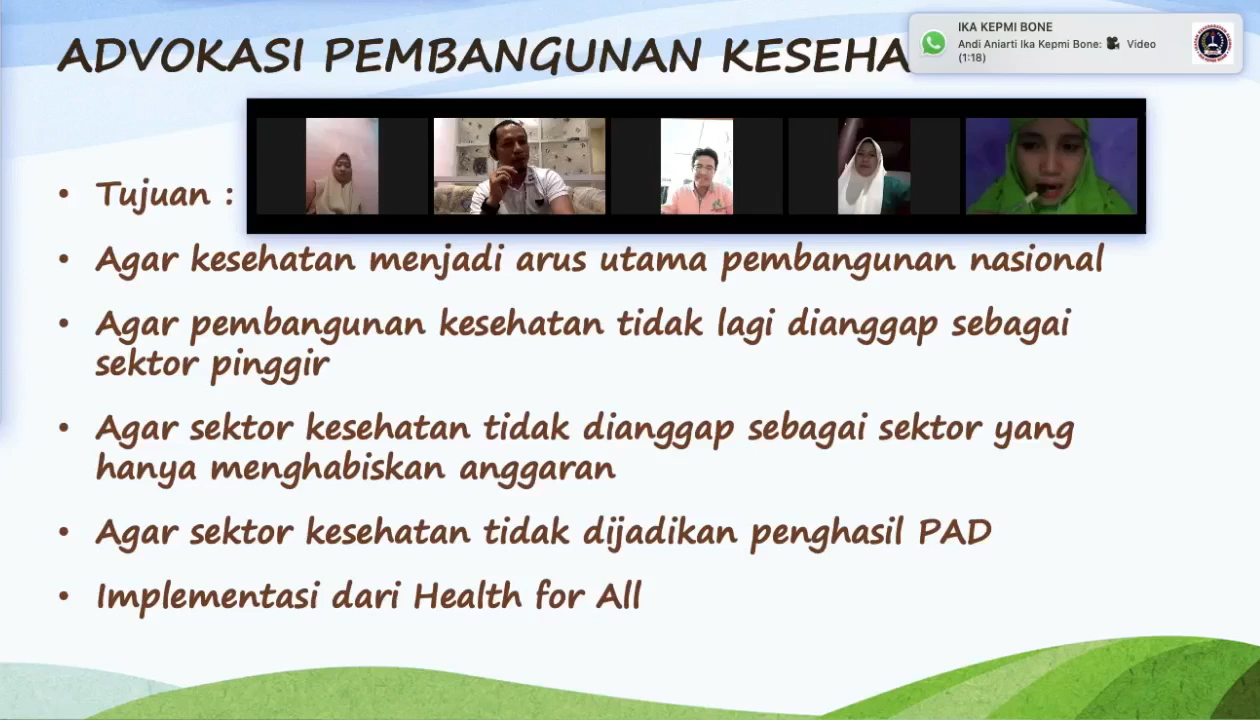 ADVOKASI PEMBANGUNAN KESEHA
IKA KEPMI BONE
Andi Aniarti Ika Kepmi Bone: Video
(1:18)
• Tujuan :
• Agar kesehatan menjadi arus utama pembangunan nasional
• Agar pembangunan kesehatan tidak lagi dianggap sebagai
sektor pinggir
• Agar sektor kesehatan tidak dianggap sebagai sektor yang
hanya menghabiskan anggaran
• Agar sektor kesehatan tidak dijadikan penghasil PAD
• Implementasi dari Health for All